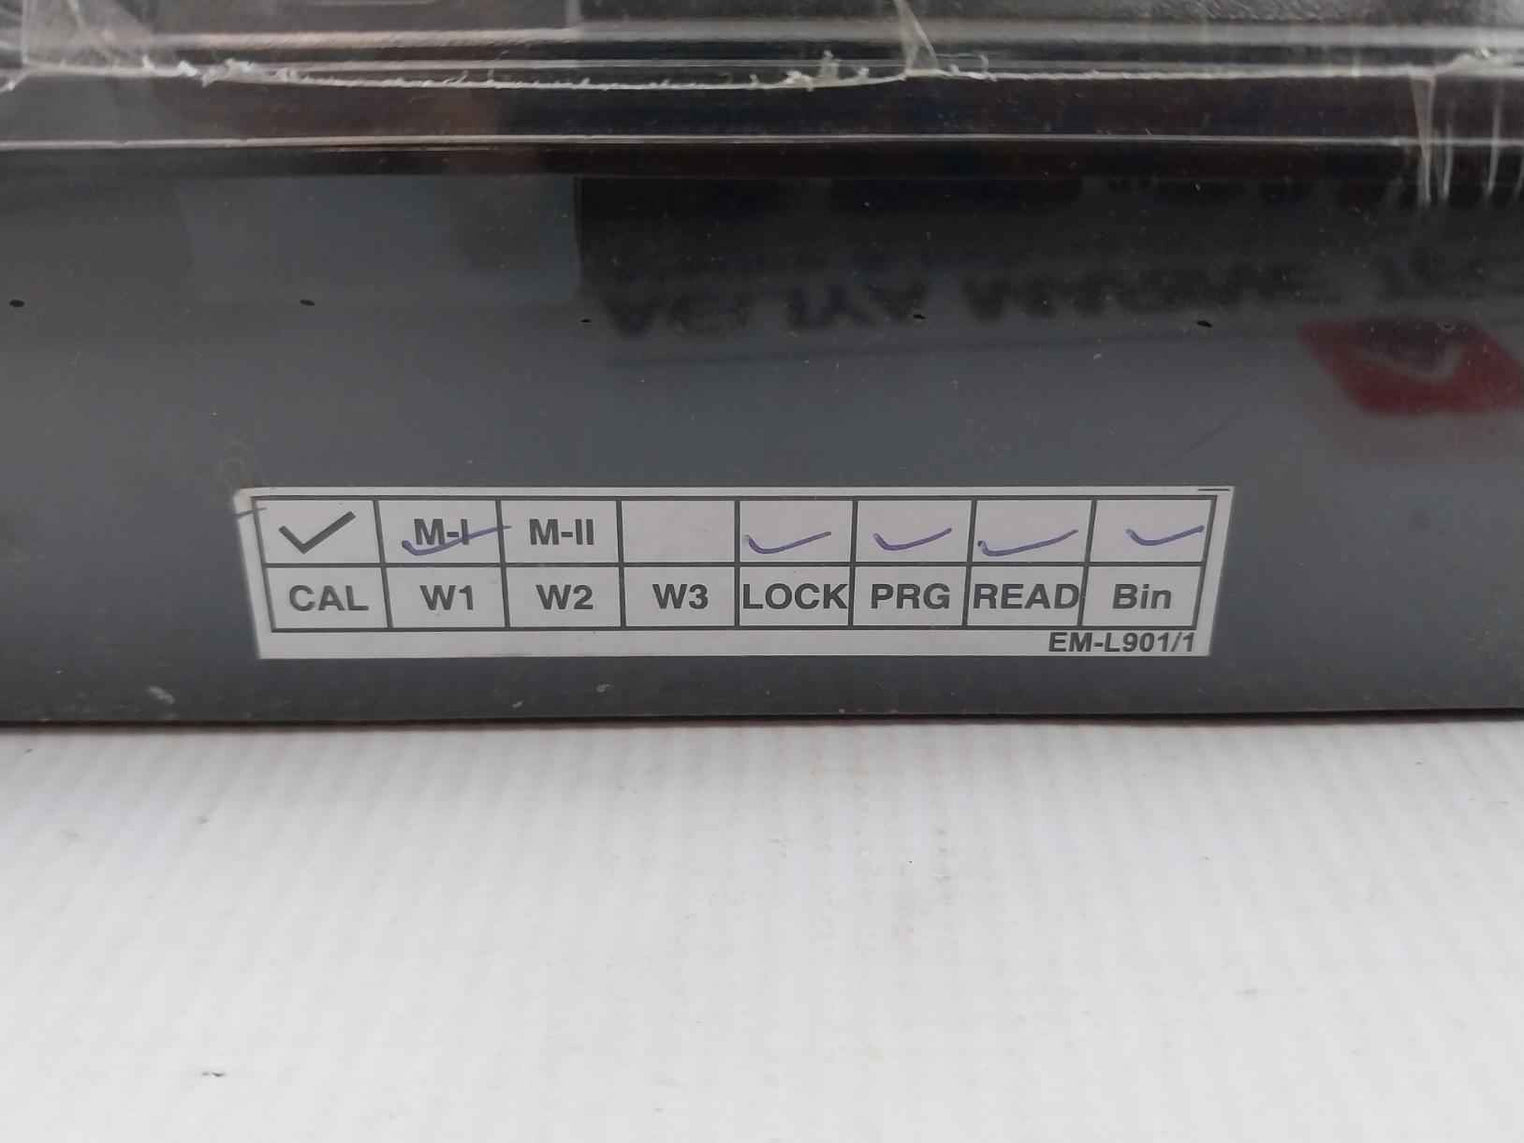 ✓ M-I M-II ✓ ✓ ✓ ✓
CAL W1 W2 W3 LOCK PRG READ Bin
EM-L901/1